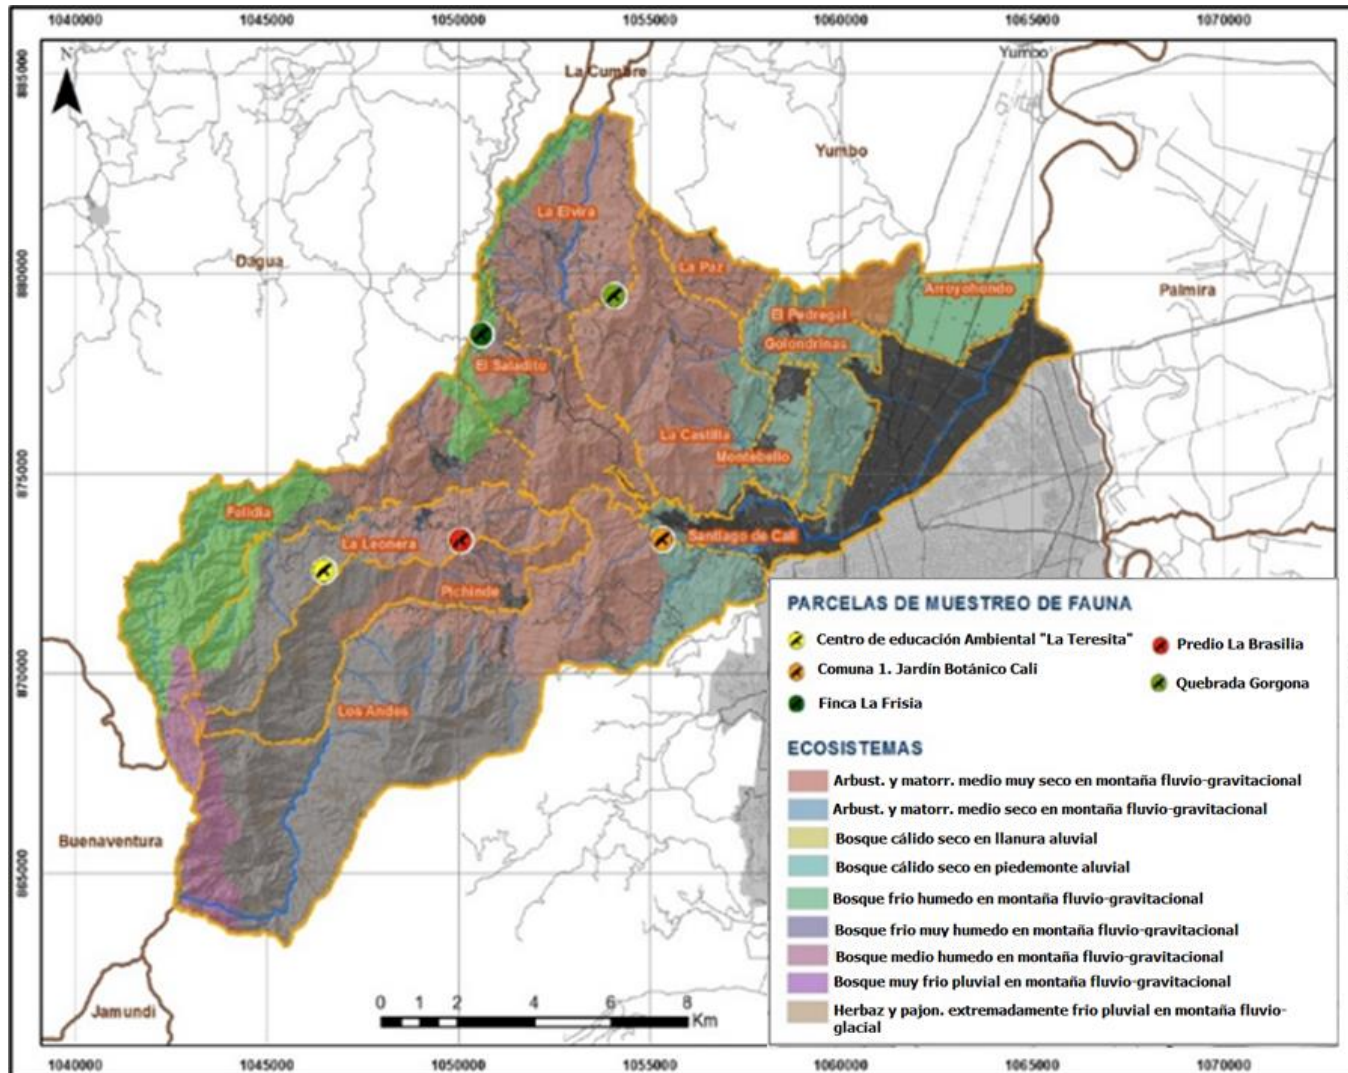 1040000 1045000 1050000 1055000 1060000 1065000 1070000
885000
N
La Cumbre
Yumbo
Yumbo
La Elvira
Dagua
La Paz
880000
Arroyohondo
Palmira
El Pedregal
Golondrinas
El Saladito
La Castilla
Montebello
875000
Felidia
La Leonera
Santiago de Cali
Pichinde
870000
Los Andes
Buenaventura
865000
Jamundi
0 1 2 4 6 8
Km
PARCELAS DE MUESTREO DE FAUNA
Centro de educación Ambiental "La Teresita"
Comuna 1. Jardín Botánico Cali
Finca La Frisia
Predio La Brasilia
Quebrada Gorgona
ECOSISTEMAS
Arbust. y matorr. medio muy seco en montaña fluvio-gravitacional
Arbust. y matorr. medio seco en montaña fluvio-gravitacional
Bosque cálido seco en llanura aluvial
Bosque cálido seco en piedemonte aluvial
Bosque frio humedo en montaña fluvio-gravitacional
Bosque frio muy humedo en montaña fluvio-gravitacional
Bosque medio humedo en montaña fluvio-gravitacional
Bosque muy frio pluvial en montaña fluvio-gravitacional
Herbaz y pajon. extremadamente frio pluvial en montaña fluvio-
glacial
1040000 1045000 1050000 1055000 1060000 1065000 1070000